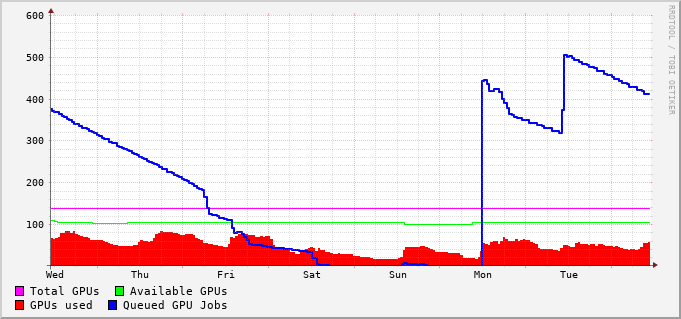 600
500
400
300
200
100
Wed Thu Fri Sat Sun Mon Tue
Total GPUs Available GPUs
GPUs used Queued GPU Jobs
RRDTOOL / TOBI OETIKER